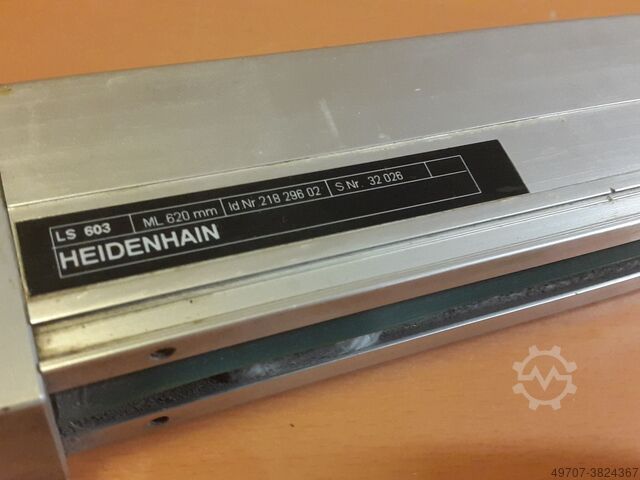 LS 603 ML 620 mm Id Nr 218 296 02 S Nr. 32 026
HEIDENHAIN
49707-3824367